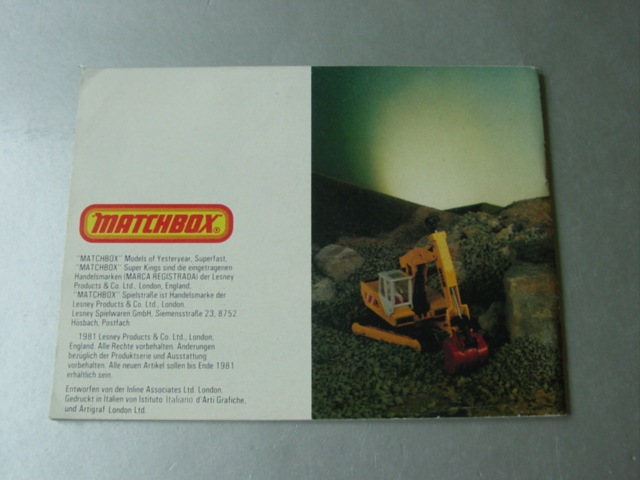 MATCHBOX®
"MATCHBOX" Models of Yesteryear, Superfast,
"MATCHBOX" Super Kings sind die eingetragenen
Handelsmarken (MARCA REGISTRADA) der Lesney
Products & Co. Ltd., London, England.
"MATCHBOX" Spielstraße ist Handelsmarke der
Lesney Products & Co. Ltd., London.
Lesney Spielwaren GmbH, Siemensstraße 23, 8752
Hösbach, Postfach
1981 Lesney Products & Co. Ltd., London,
England. Alle Rechte vorbehalten. Änderungen
bezüglich der Produktserie und Ausstattung
vorbehalten. Alle neuen Artikel sollen bis Ende 1981
erhältlich sein.
Entworfen von der Inline Associates Ltd. London.
Gedruckt in Italien von Istituto Italiano d'Arti Grafiche,
und Artigraf London Ltd.